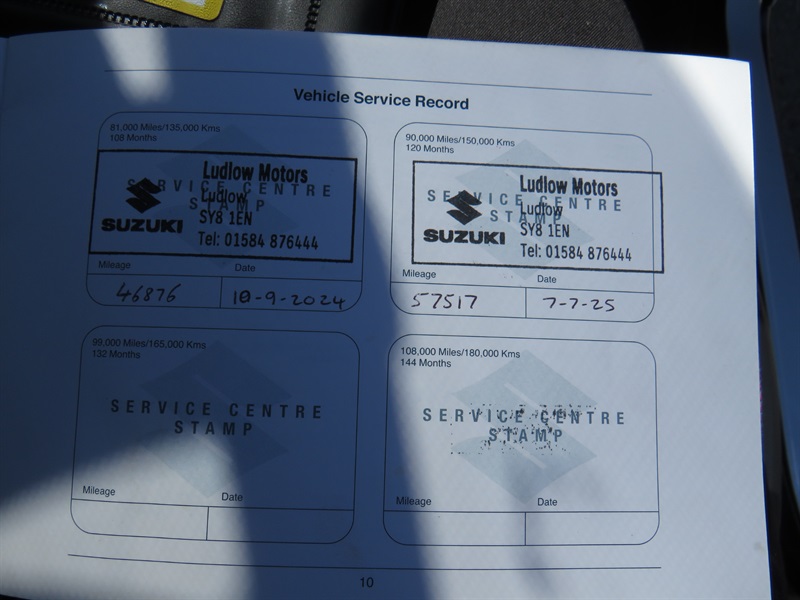 Vehicle Service Record
81,000 Miles/135,000 Kms
108 Months
SERVICE CENTRE
STAMP
SUZUKI
Ludlow Motors
Ludlow
SY8 1EN
Tel: 01584 876444
Mileage
Date
46876
10-9-2024
90,000 Miles/150,000 Kms
120 Months
SERVICE CENTRE
STAMP
SUZUKI
Ludlow Motors
Ludlow
SY8 1EN
Tel: 01584 876444
Mileage
Date
57517
7-7-25
99,000 Miles/165,000 Kms
132 Months
SERVICE CENTRE
STAMP
Mileage
Date
108,000 Miles/180,000 Kms
144 Months
SERVICE CENTRE
STAMP
Mileage
Date
10